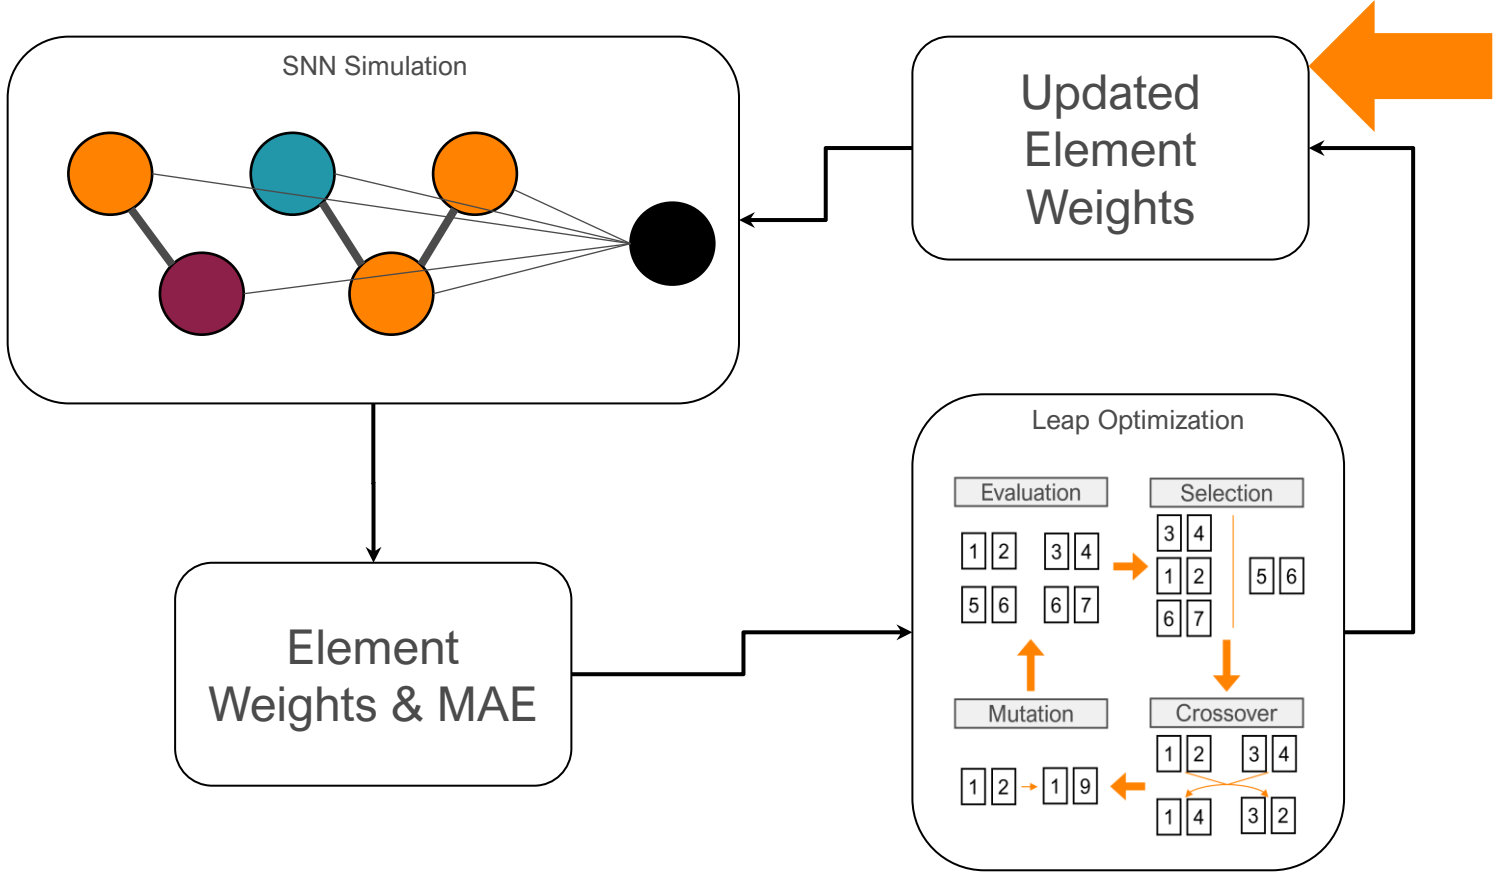 SNN Simulation
Updated
Element
Weights
Element
Weights & MAE
Leap Optimization
Evaluation
Selection
1 2 3 4
5 6 6 7
3 4
1 2 5 6
6 7
Mutation
Crossover
1 2 1 9
1 2 3 4
1 4 3 2